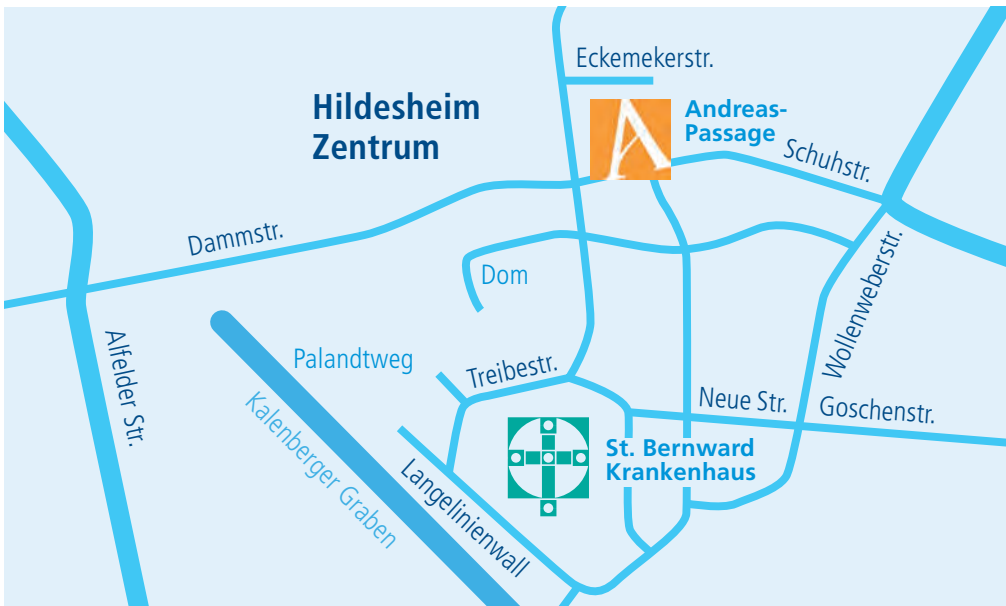 Eckemekerstr.
Hildesheim
Zentrum
A
Andreas-
Passage
Schuhstr.
Dammstr.
Dom
Wollenweberstr.
Alfelder Str.
Palandtweg
Treibestr.
Kalenberger Graben
Neue Str.
Goschenstr.
St. Bernward
Krankenhaus
Langelinienwall